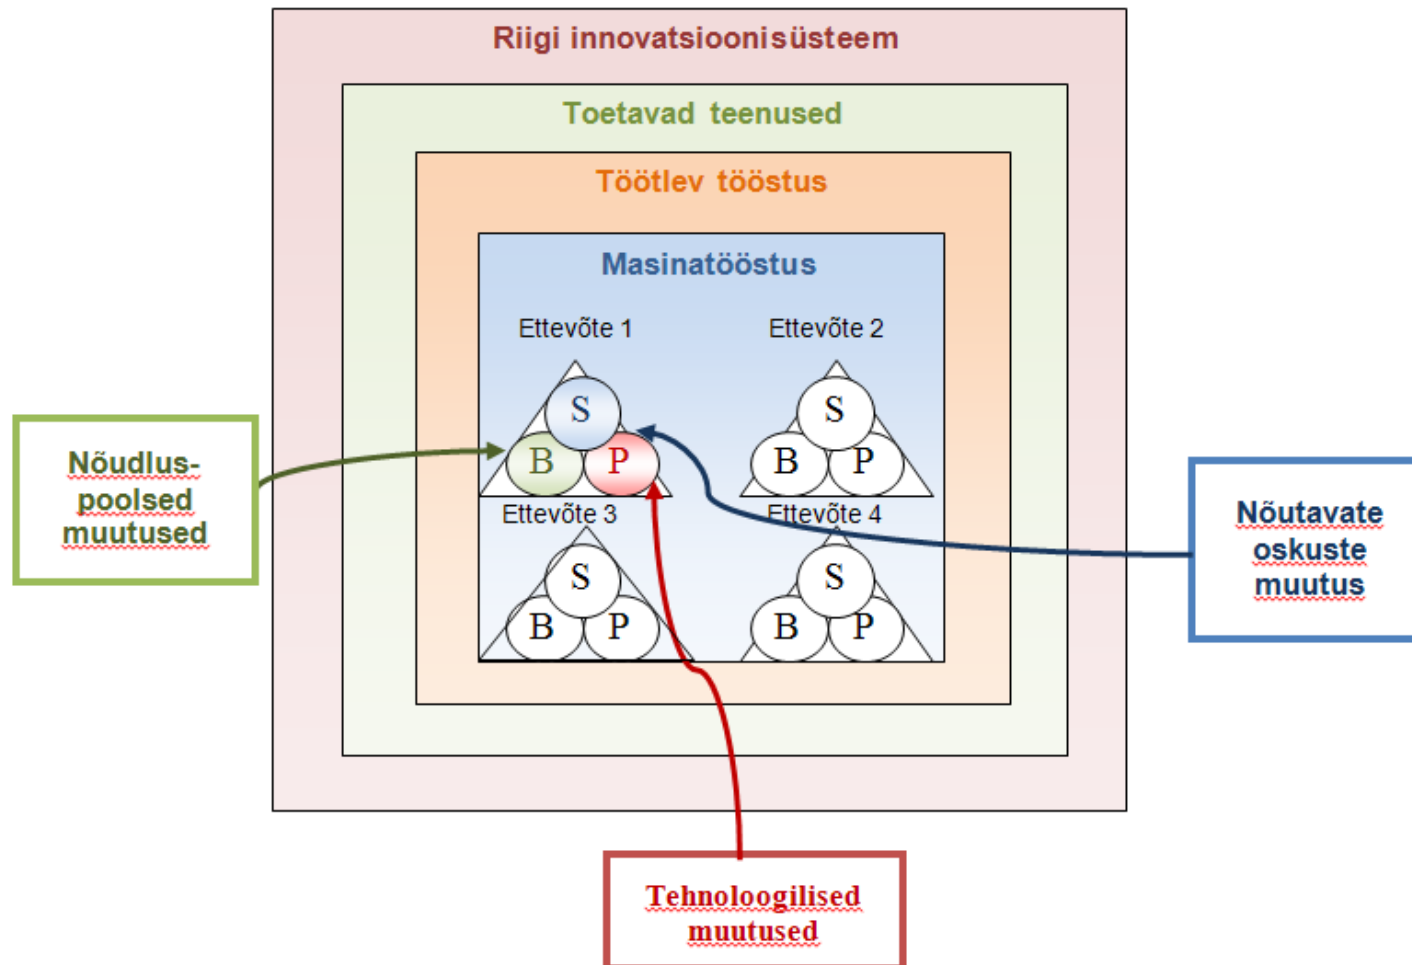 Riigi innovatsioonisüsteem
Toetavad teenused
Töötlev tööstus
Masinatööstus
Ettevõte 1
S
B P
Ettevõte 2
S
B P
Ettevõte 3
S
B P
Ettevõte 4
S
B P
Nõudlus-
poolsed
muutused
Nõutavate
oskuste
muutus
Tehnoloogilised
muutused